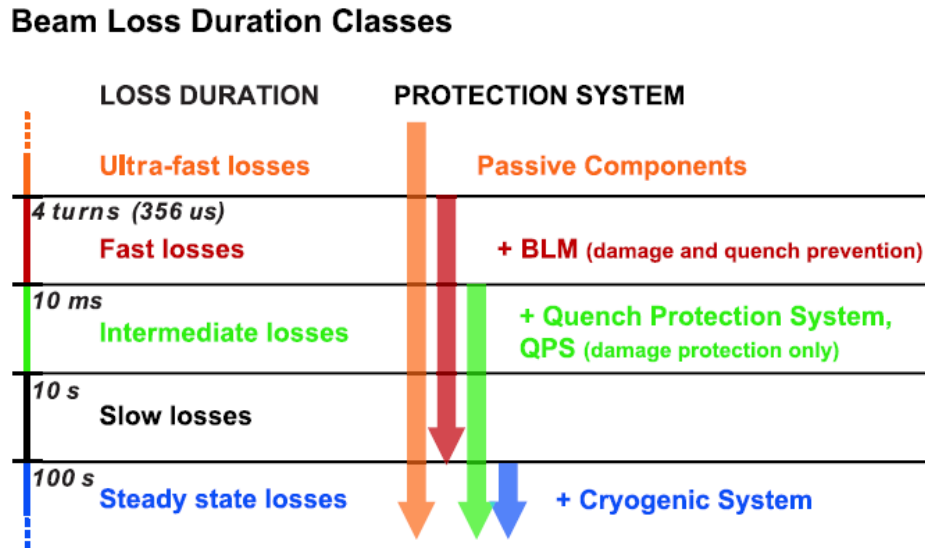 Beam Loss Duration Classes
LOSS DURATION PROTECTION SYSTEM
Ultra-fast losses Passive Components
4 turns (356 us)
Fast losses + BLM (damage and quench prevention)
10 ms
Intermediate losses + Quench Protection System,
QPS (damage protection only)
10 s
Slow losses
100 s
Steady state losses + Cryogenic System